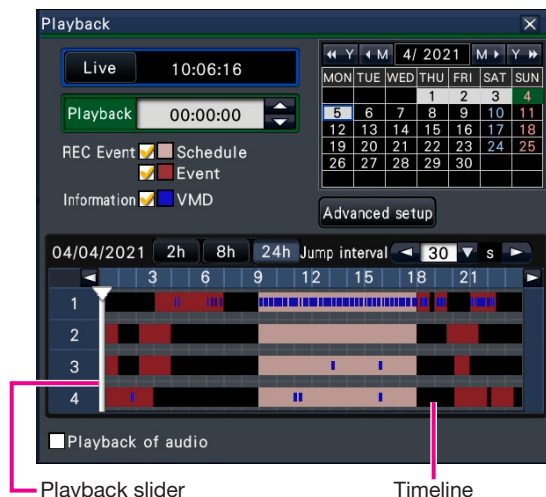 Playback
Live 10:06:16
Playback 00:00:00
REC Event Schedule
Event
Information VMD
Y M 4/ 2021 M Y
MON TUE WED THU FRI SAT SUN
1 2 3 4
5 6 7 8 9 10 11
12 13 14 15 16 17 18
19 20 21 22 23 24 25
26 27 28 29 30
Advanced setup
04/04/2021 2h 8h 24h Jump interval 30 s
3 6 9 12 15 18 21
1
2
3
4
Playback of audio
Playback slider
Timeline